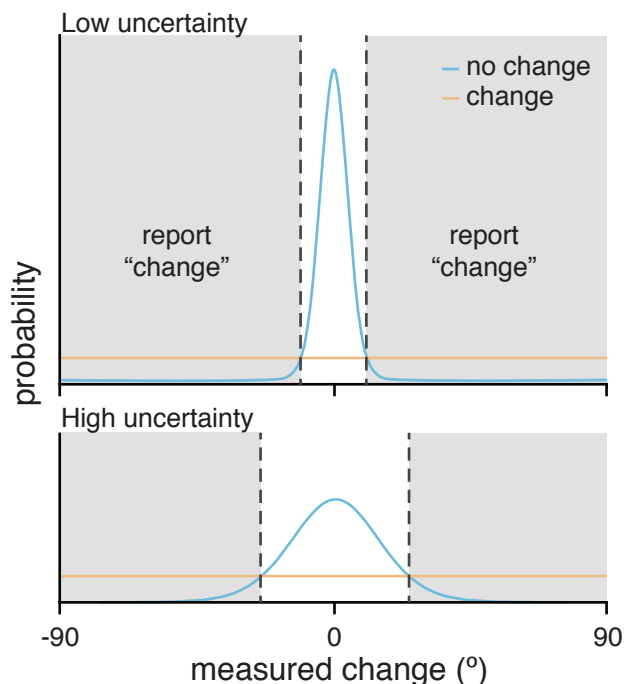 Low uncertainty
no change
change
report
“change”
report
“change”
probability
High uncertainty
-90
0
90
measured change (º)